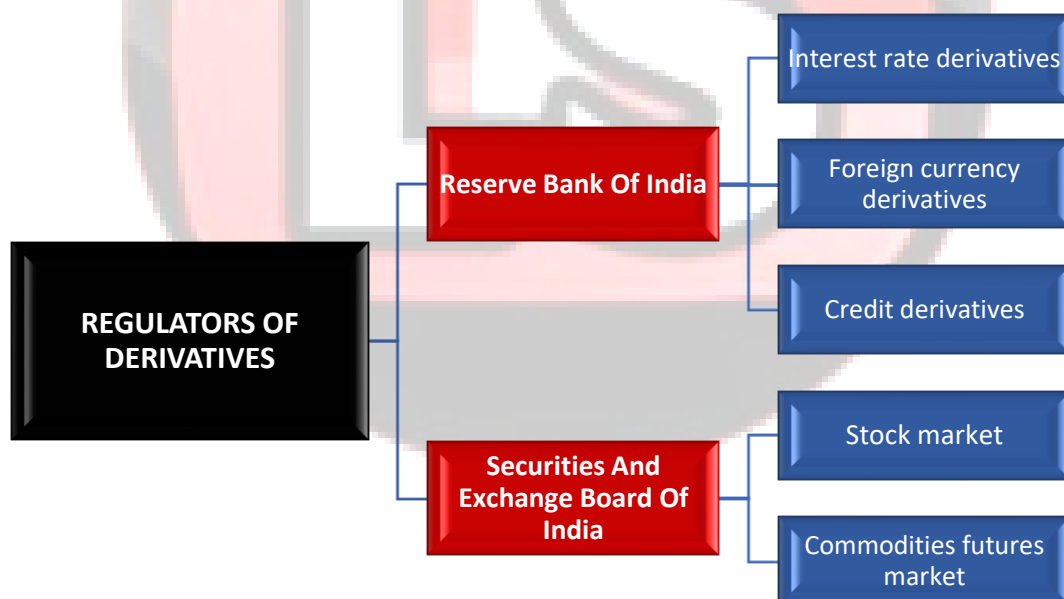 REGULATORS OF
DERIVATIVES
Reserve Bank Of India
Interest rate derivatives
Foreign currency
derivatives
Credit derivatives
Securities And
Exchange Board Of
India
Stock market
Commodities futures
market